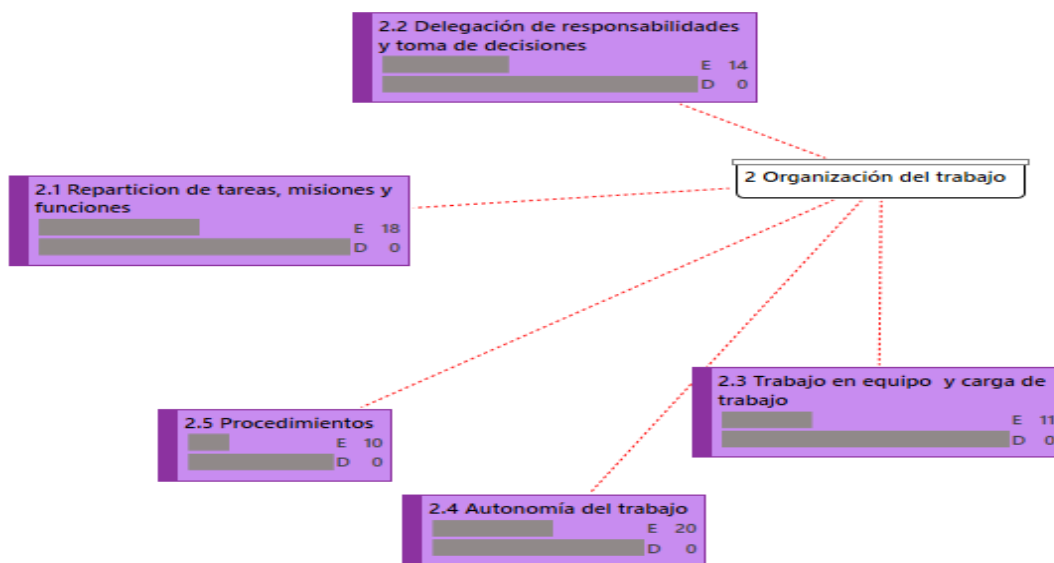 2.2 Delegación de responsabilidades
y toma de decisiones
E 14
D 0
2 Organización del trabajo
2.1 Reparticion de tareas, misiones y
funciones
E 18
D 0
2.3 Trabajo en equipo y carga de
trabajo
E 11
D 0
2.5 Procedimientos
E 10
D 0
2.4 Autonomía del trabajo
E 20
D 0